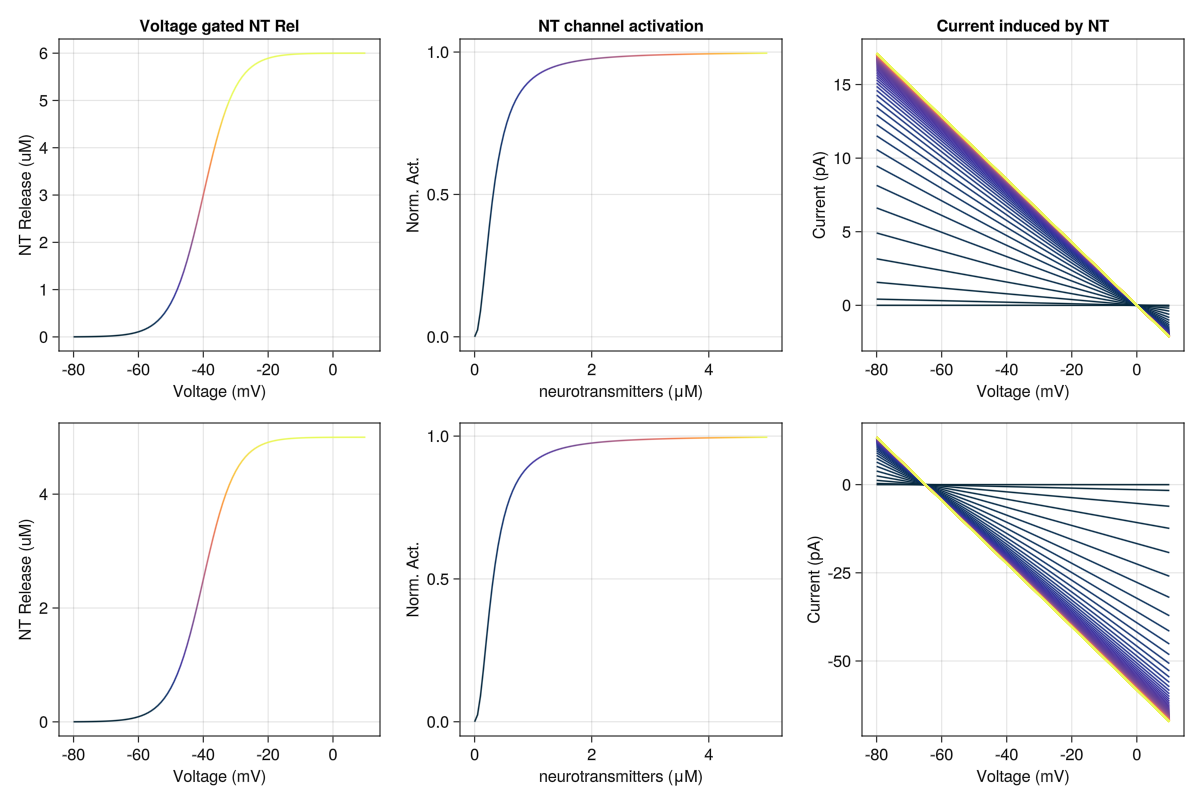 Voltage gated NT Rel
NT channel activation
Current induced by NT
NT Release (uM)
6
5
4
3
2
1
0
-80 -60 -40 -20 0
Voltage (mV)
Norm. Act.
1.0
0.5
0.0
0 2 4
neurotransmitters (μM)
Current (pA)
15
10
5
0
-80 -60 -40 -20 0
Voltage (mV)
NT Release (uM)
4
2
0
-80 -60 -40 -20 0
Voltage (mV)
Norm. Act.
1.0
0.5
0.0
0 2 4
neurotransmitters (μM)
Current (pA)
0
-25
-50
-80 -60 -40 -20 0
Voltage (mV)